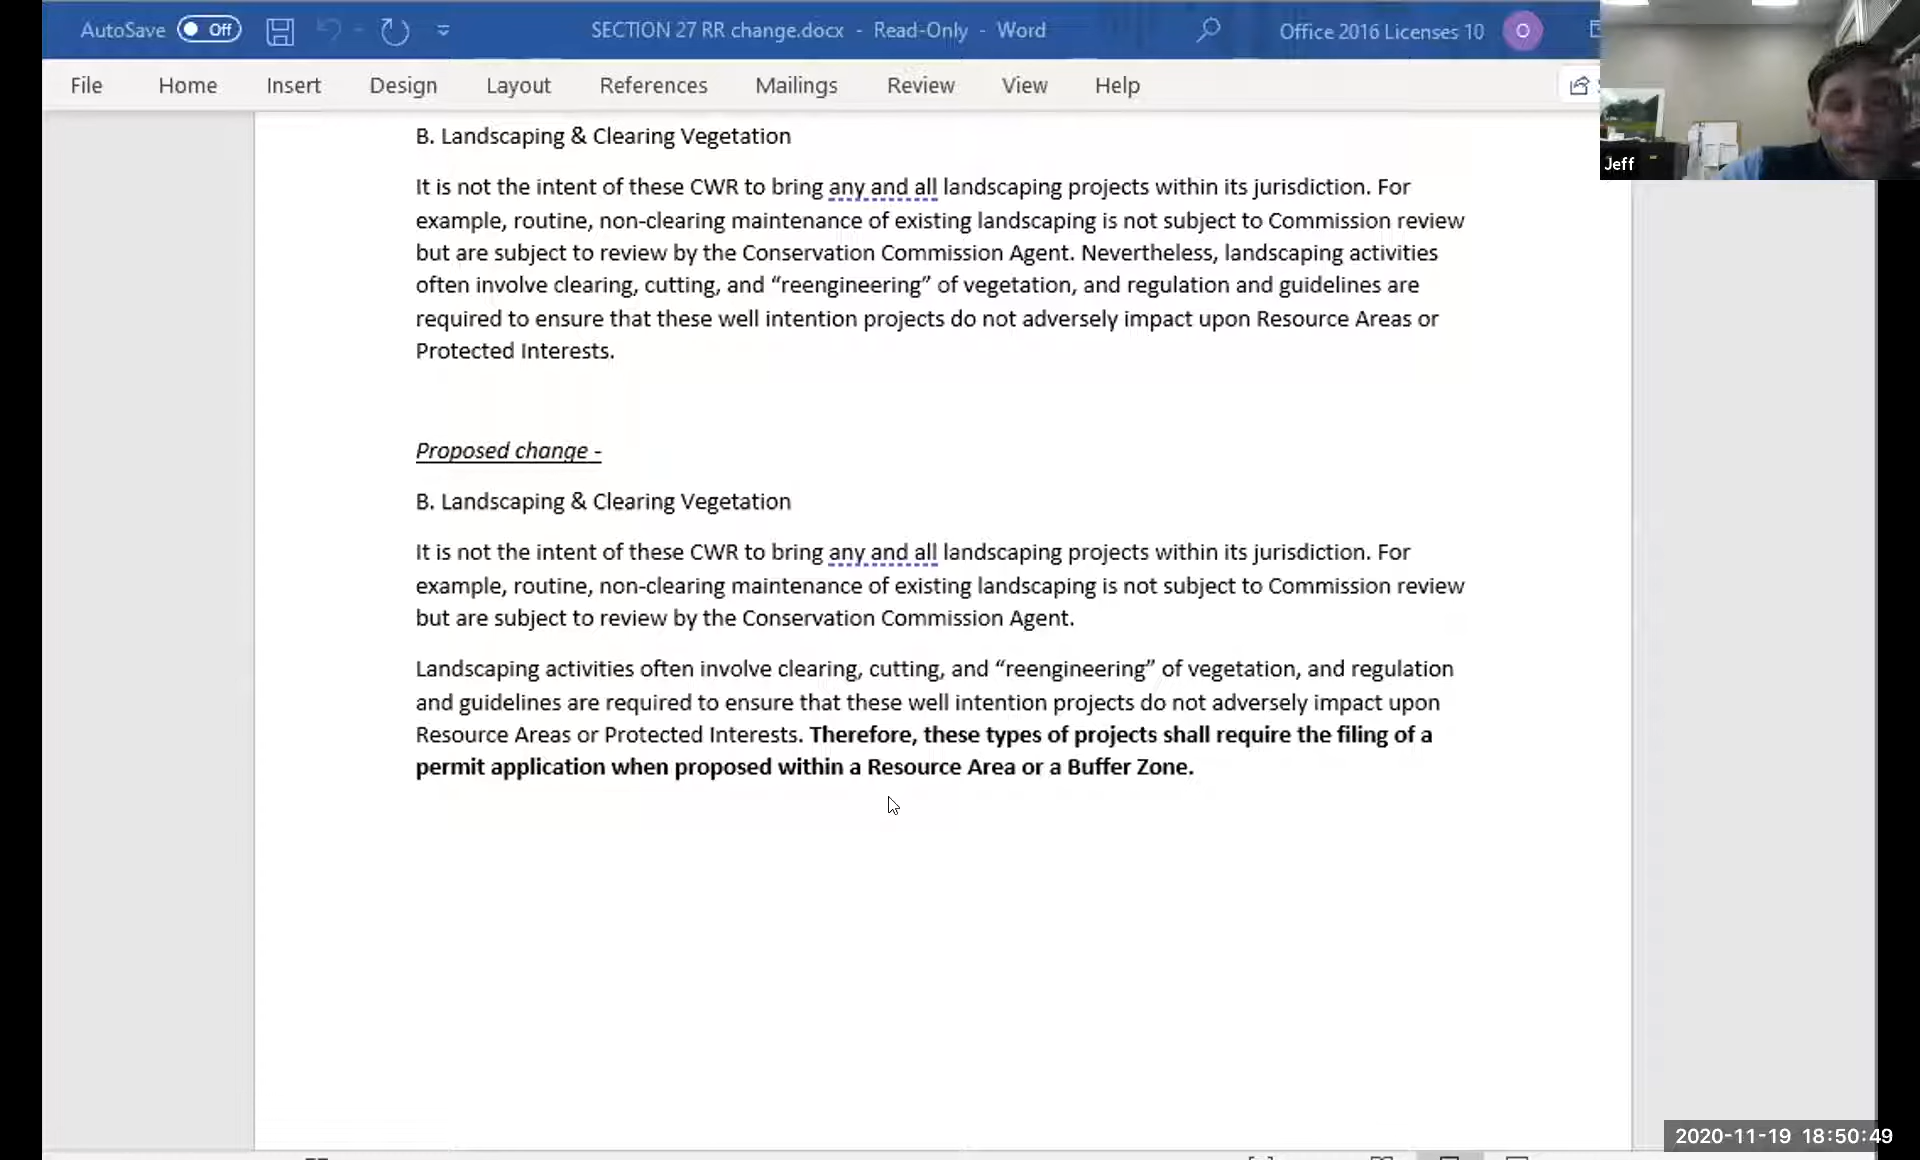 AutoSave Off SECTION 27 RR change.docx - Read-Only - Word Office 2016 Licenses 10 O
File Home Insert Design Layout References Mailings Review View Help
Jeff
B. Landscaping & Clearing Vegetation
It is not the intent of these CWR to bring any and all landscaping projects within its jurisdiction. For
example, routine, non-clearing maintenance of existing landscaping is not subject to Commission review
but are subject to review by the Conservation Commission Agent. Nevertheless, landscaping activities
often involve clearing, cutting, and “reengineering” of vegetation, and regulation and guidelines are
required to ensure that these well intention projects do not adversely impact upon Resource Areas or
Protected Interests.
Proposed change -
B. Landscaping & Clearing Vegetation
It is not the intent of these CWR to bring any and all landscaping projects within its jurisdiction. For
example, routine, non-clearing maintenance of existing landscaping is not subject to Commission review
but are subject to review by the Conservation Commission Agent.
Landscaping activities often involve clearing, cutting, and “reengineering” of vegetation, and regulation
and guidelines are required to ensure that these well intention projects do not adversely impact upon
Resource Areas or Protected Interests. Therefore, these types of projects shall require the filing of a
permit application when proposed within a Resource Area or a Buffer Zone.
2020-11-19 18:50:49